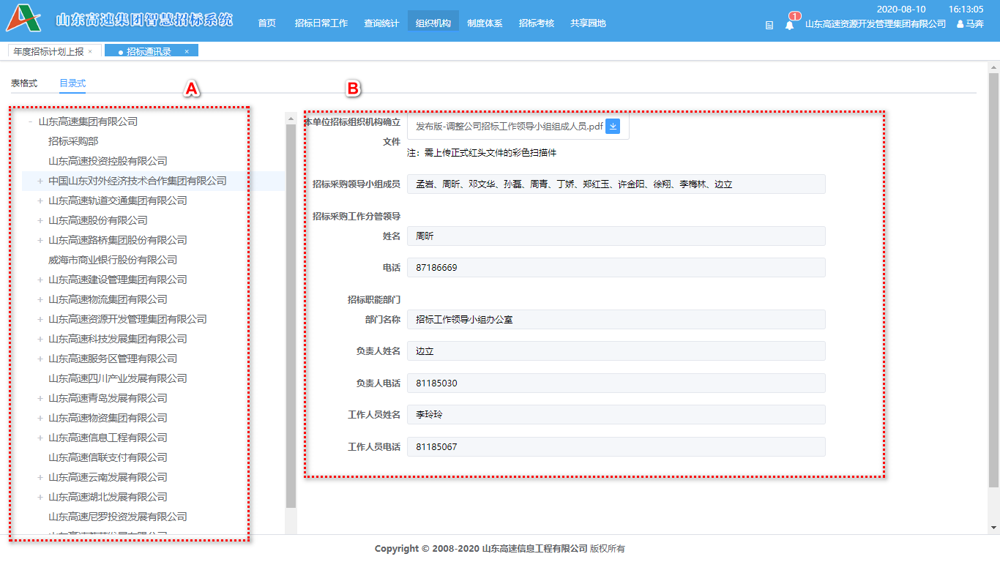 山东高速集团智慧招标系统
首页 招标日常工作 查询统计 组织机构 制度体系 招标考核 共享园地
2020-08-10 16:13:05
1 山东高速资源开发管理集团有限公司 马奔
年度招标计划上报 × 招标通讯录 ×
表格式 目录式
A
B
山东高速集团有限公司
招标采购部
山东高速投资控股有限公司
+ 中国山东对外经济技术合作集团有限公司
+ 山东高速轨道交通集团有限公司
+ 山东高速股份有限公司
+ 山东高速路桥集团股份有限公司
威海市商业银行股份有限公司
+ 山东高速建设管理集团有限公司
+ 山东高速物流集团有限公司
+ 山东高速资源开发管理集团有限公司
+ 山东高速科技发展集团有限公司
+ 山东高速服务区管理有限公司
山东高速四川产业发展有限公司
+ 山东高速青岛发展有限公司
+ 山东高速物资集团有限公司
+ 山东高速信息工程有限公司
山东高速信联支付有限公司
+ 山东高速云南发展有限公司
+ 山东高速湖北发展有限公司
山东高速尼罗投资发展有限公司
本单位招标组织机构确立文件
发布版-调整公司招标工作领导小组组成人员.pdf
注：需上传正式红头文件的彩色扫描件
招标采购领导小组成员 孟岩、周昕、邓文华、孙磊、周青、丁娇、郑红玉、许金阳、徐翔、李梅林、边立
招标采购工作分管领导
姓名 周昕
电话 87186669
招标职能部门
部门名称 招标工作领导小组办公室
负责人姓名 边立
负责人电话 81185030
工作人员姓名 李玲玲
工作人员电话 81185067
Copyright © 2008-2020 山东高速信息工程有限公司 版权所有